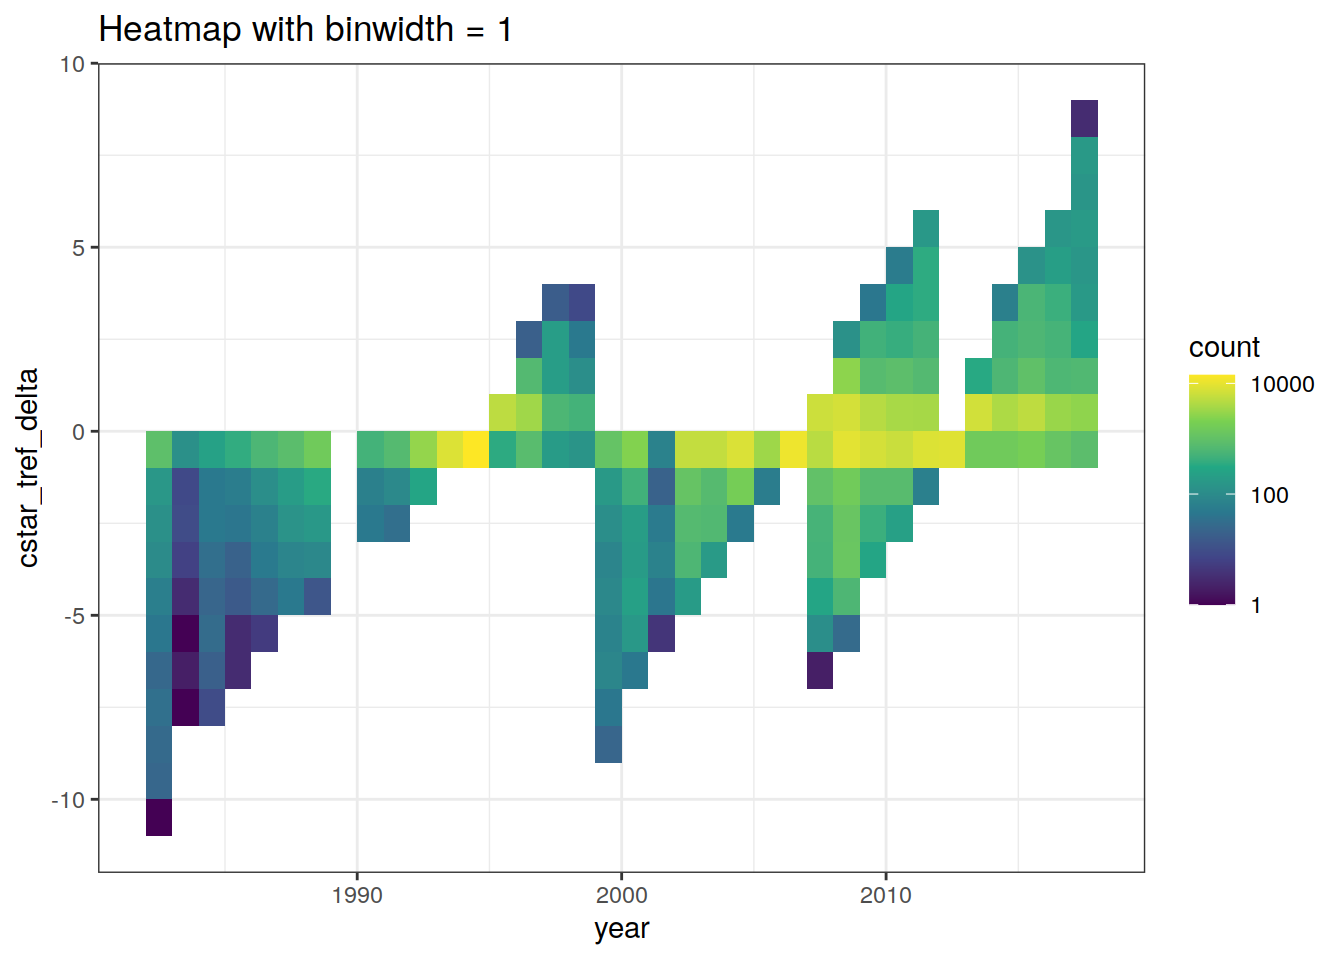 Heatmap with binwidth = 1
10
5
0
-5
-10
cstar_tref_delta
1990
2000
2010
year
count
10000
100
1